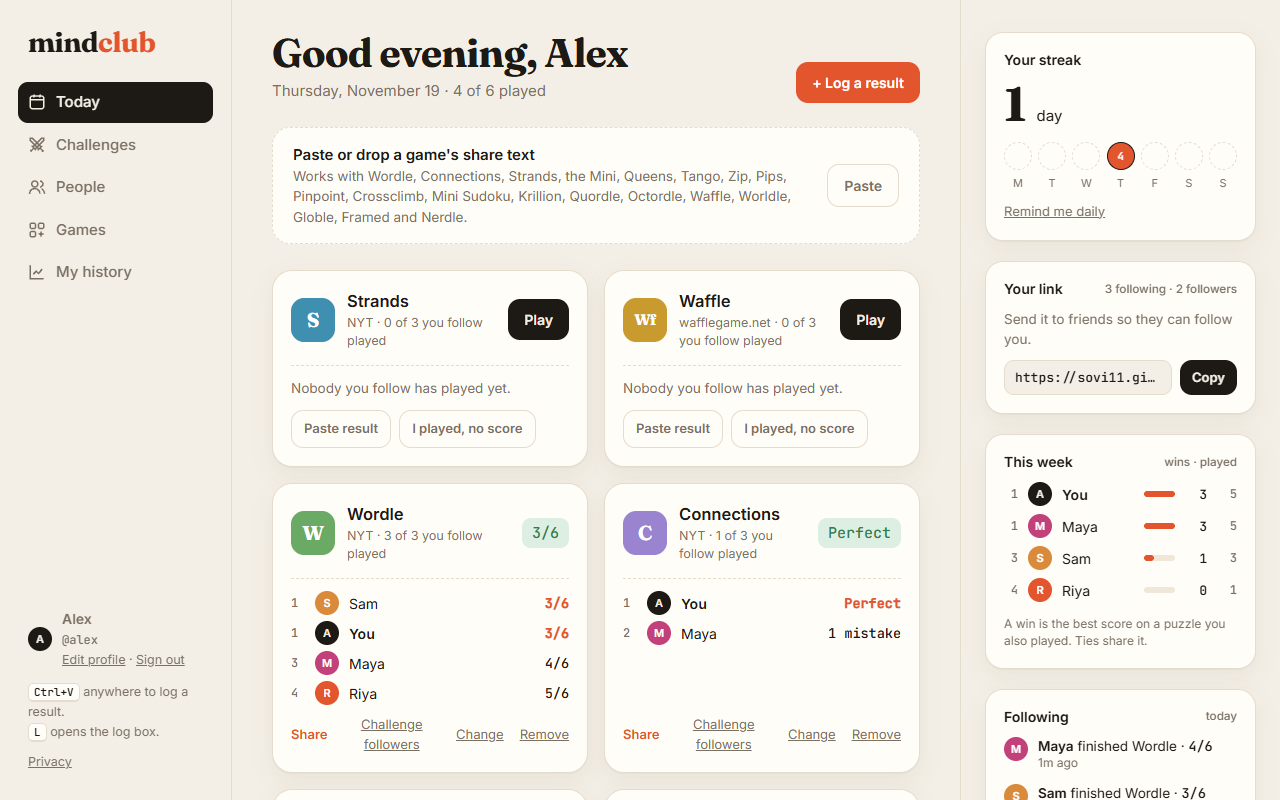 mindclub
Today
Challenges
People
Games
My history
A
Alex
@alex
Edit profile · Sign out
Ctrl+V anywhere to log a
result.
L opens the log box.
Privacy
Good evening, Alex
Thursday, November 19 · 4 of 6 played
+ Log a result
Paste or drop a game's share text
Works with Wordle, Connections, Strands, the Mini, Queens, Tango, Zip, Pips,
Pinpoint, Crossclimb, Mini Sudoku, Krillion, Quordle, Octordle, Waffle, Worldle,
Globle, Framed and Nerdle.
Paste
S
Strands
NYT · 0 of 3 you follow
played
Play
Nobody you follow has played yet.
Paste result
I played, no score
Wf
Waffle
wafflegame.net · 0 of 3
you follow played
Play
Nobody you follow has played yet.
Paste result
I played, no score
W
Wordle
NYT · 3 of 3 you follow
played
3/6
1 S Sam 3/6
1 A You 3/6
3 M Maya 4/6
4 R Riya 5/6
Share
Challenge
followers
Change
Remove
C
Connections
NYT · 1 of 3 you
follow played
Perfect
1 A You Perfect
2 M Maya 1 mistake
Share
Challenge
followers
Change
Remove
Your streak
1 day
4
M T W T F S S
Remind me daily
Your link
3 following · 2 followers
Send it to friends so they can follow
you.
https://sovi11.gi…
Copy
This week
wins · played
1 A You 3 5
1 M Maya 3 5
3 S Sam 1 3
4 R Riya 0 1
A win is the best score on a puzzle you
also played. Ties share it.
Following
today
M
Maya finished Wordle · 4/6
1m ago
S
Sam finished Wordle · 3/6